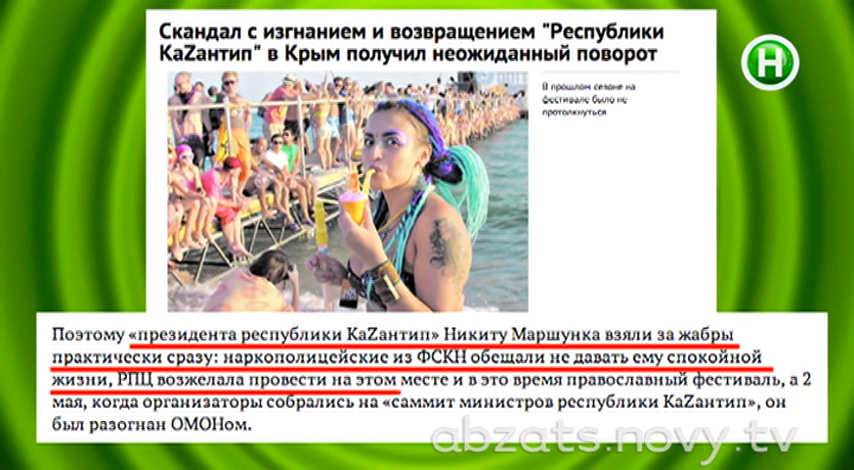 Скандал с изгнанием и возвращением "Республики
КаZантип" в Крым получил неожиданный поворот
Н
В прошлом сезоне на
фестивале было не
протолкнуться
Поэтому «президента республики КаZантип» Никиту Маршунка взяли за жабры
практически сразу: наркополицейские из ФСКН обещали не давать ему спокойной
жизни, РПЦ возжелала провести на этом месте и в это время православный фестиваль, а 2
мая, когда организаторы собрались на «саммит министров республики КаZантип», он
был разогнан ОМОНом.
abzats.novy.tv